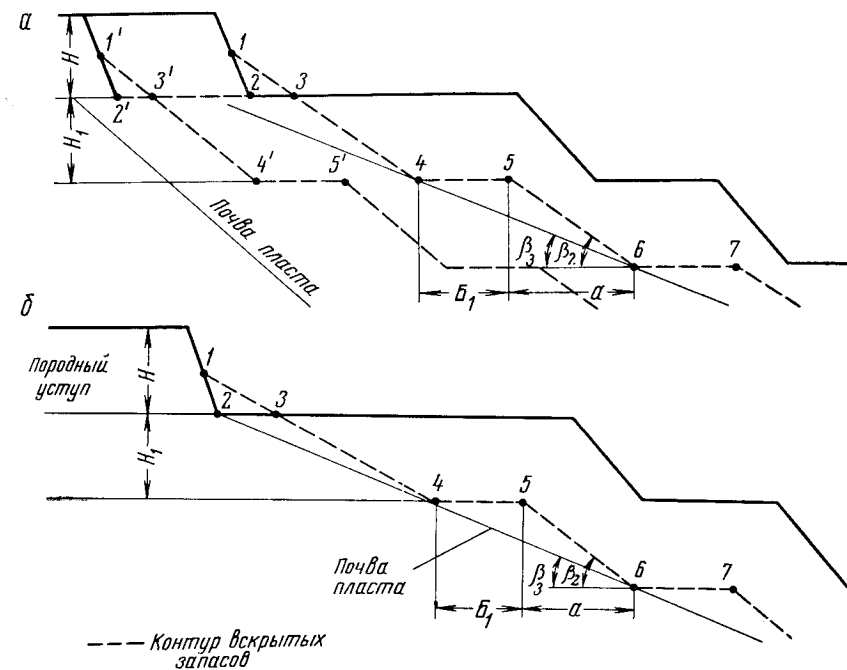 а
1' 1
H 3' 2 3
2'
H₁ 4' 5' 4 5
Почва
пласта
β₃ β₂ 6 7
Б₁ а
б
Породный
уступ
H 1
2 3
H₁ 4 5
Почва
пласта
β₃ β₂ 6 7
Б₁ а
Контур вскрытых
запасов